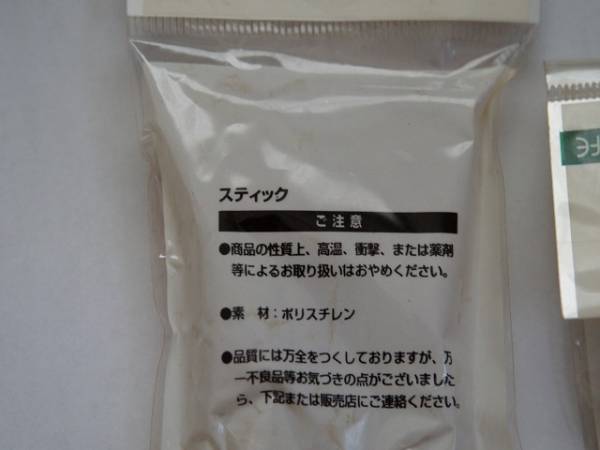 スティック
ご注意
●商品の性質上、高温、衝撃、または薬剤
等によるお取り扱いはおやめください。
●素 材：ポリスチレン
●品質には万全をつくしておりますが、万
一不良品等お気づきの点がございました
ら、下記または販売店にご連絡ください。